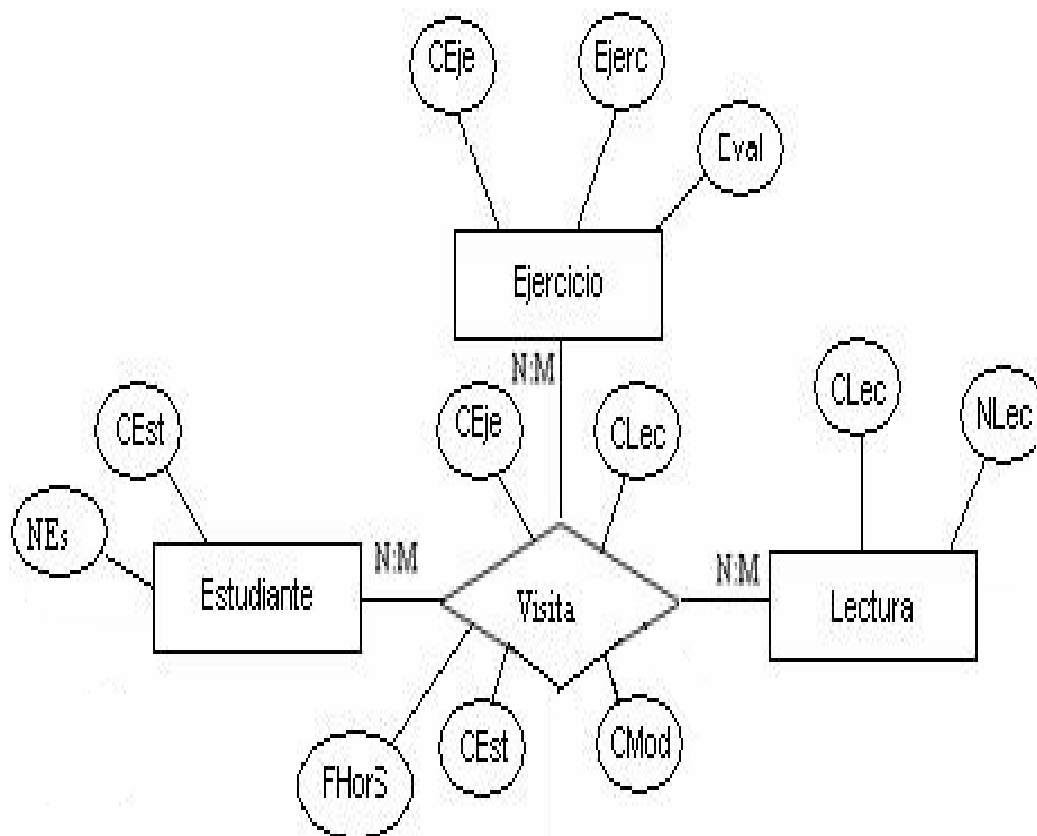 CEje
Ejerc
Eval
Ejercicio
N:M
CLec
NLec
CEst
CEje
CLec
NEs
N:M
N:M
Estudiante
Visita
Lectura
FHorS
CEst
CMod